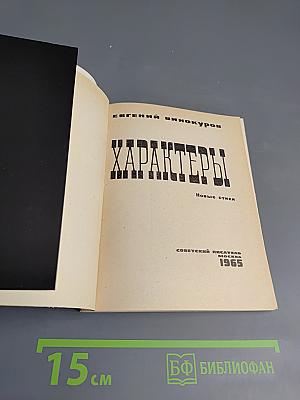 ЕВГЕНИЙ ВИНОКУРОВ
ХАРАКТЕРЫ
Новые стихи
СОВЕТСКИЙ ПИСАТЕЛЬ
МОСКВА
1965
15 см
БФ БИБЛИОФАН